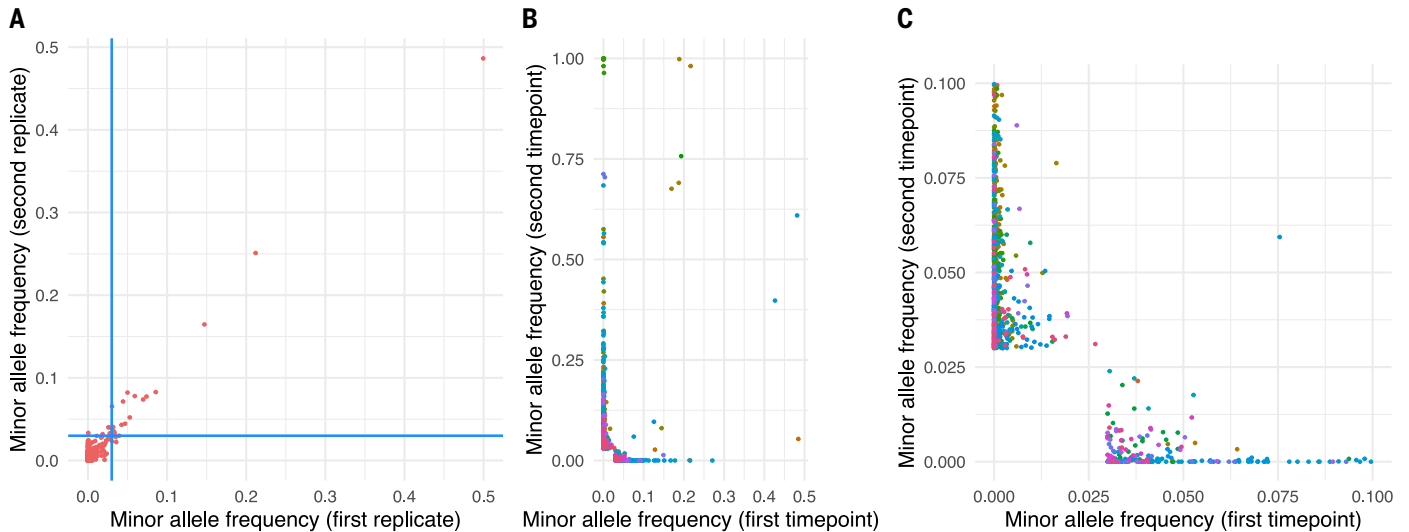 A
Minor allele frequency (second replicate)
0.5
0.4
0.3
0.2
0.1
0.0
0.0 0.1 0.2 0.3 0.4 0.5
Minor allele frequency (first replicate)
B
Minor allele frequency (second timepoint)
1.00
0.75
0.50
0.25
0.00
0.0 0.1 0.2 0.3 0.4 0.5
Minor allele frequency (first timepoint)
C
Minor allele frequency (second timepoint)
0.100
0.075
0.050
0.025
0.000
0.000 0.025 0.050 0.075 0.100
Minor allele frequency (first timepoint)